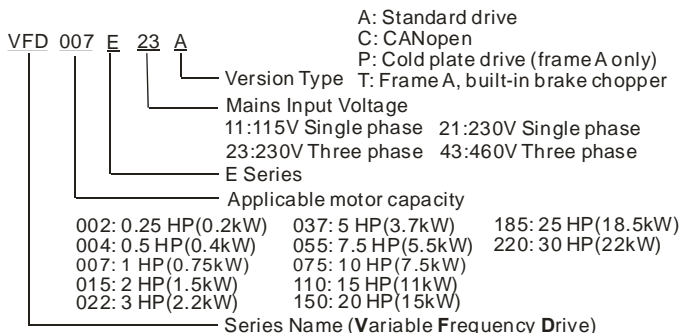 A: Standard drive
VFD 007 E 23 A
C: CANopen
P: Cold plate drive (frame A only)
Version Type T: Frame A, built-in brake chopper
Mains Input Voltage
11:115V Single phase 21:230V Single phase
23:230V Three phase 43:460V Three phase
E Series
Applicable motor capacity
002: 0.25 HP(0.2kW) 037: 5 HP(3.7kW) 185: 25 HP(18.5kW)
004: 0.5 HP(0.4kW) 055: 7.5 HP(5.5kW) 220: 30 HP(22kW)
007: 1 HP(0.75kW) 075: 10 HP(7.5kW)
015: 2 HP(1.5kW) 110: 15 HP(11kW)
022: 3 HP(2.2kW) 150: 20 HP(15kW)
Series Name (Variable Frequency Drive)